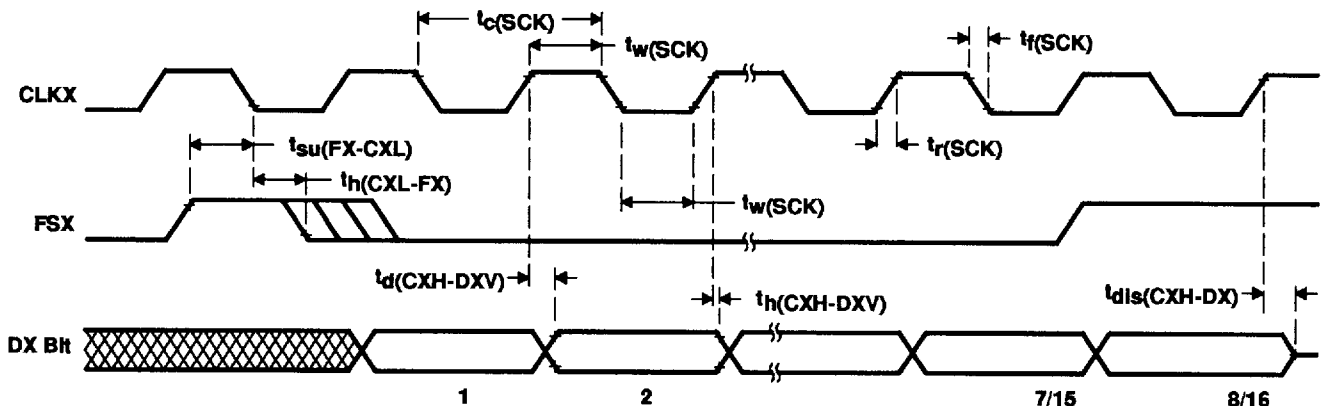 tc(SCK)
tw(SCK)
tf(SCK)
CLKX
tsu(FX-CXL)
tr(SCK)
th(CXL-FX)
tw(SCK)
FSX
td(CXH-DXV)
th(CXH-DXV)
tdis(CXH-DX)
DX Bit
1 2 7/15 8/16